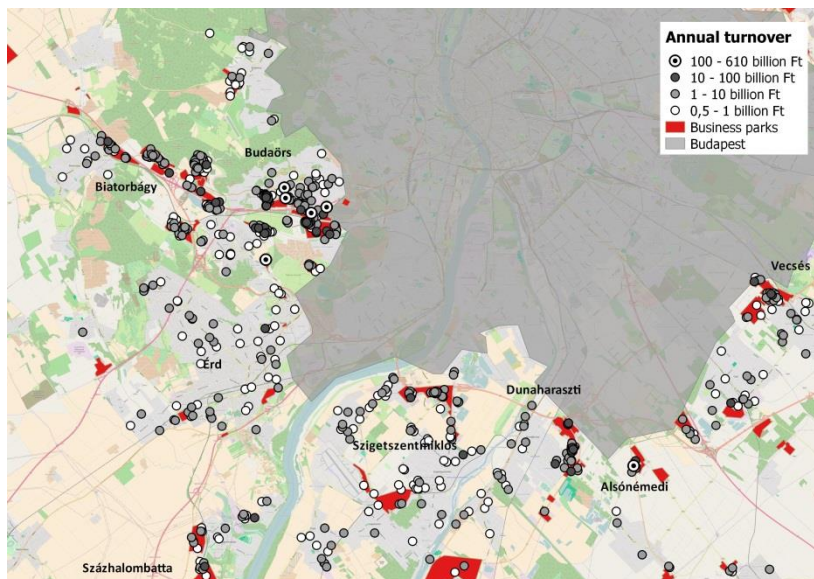 Annual turnover
100 - 610 billion Ft
10 - 100 billion Ft
1 - 10 billion Ft
0,5 - 1 billion Ft
Business parks
Budapest
Budaörs
Biatorbágy
Vecsés
Érd
Dunaharaszti
Szigetszentmiklós
Alsónémedi
Százhalombatta